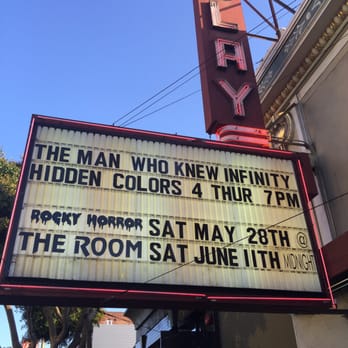 LAY
THE MAN WHO KNEW INFINITY
HIDDEN COLORS 4 THUR 7PM
ROCKY HORROR SAT MAY 28TH @
THE ROOM SAT JUNE 11TH MIDNIGHT